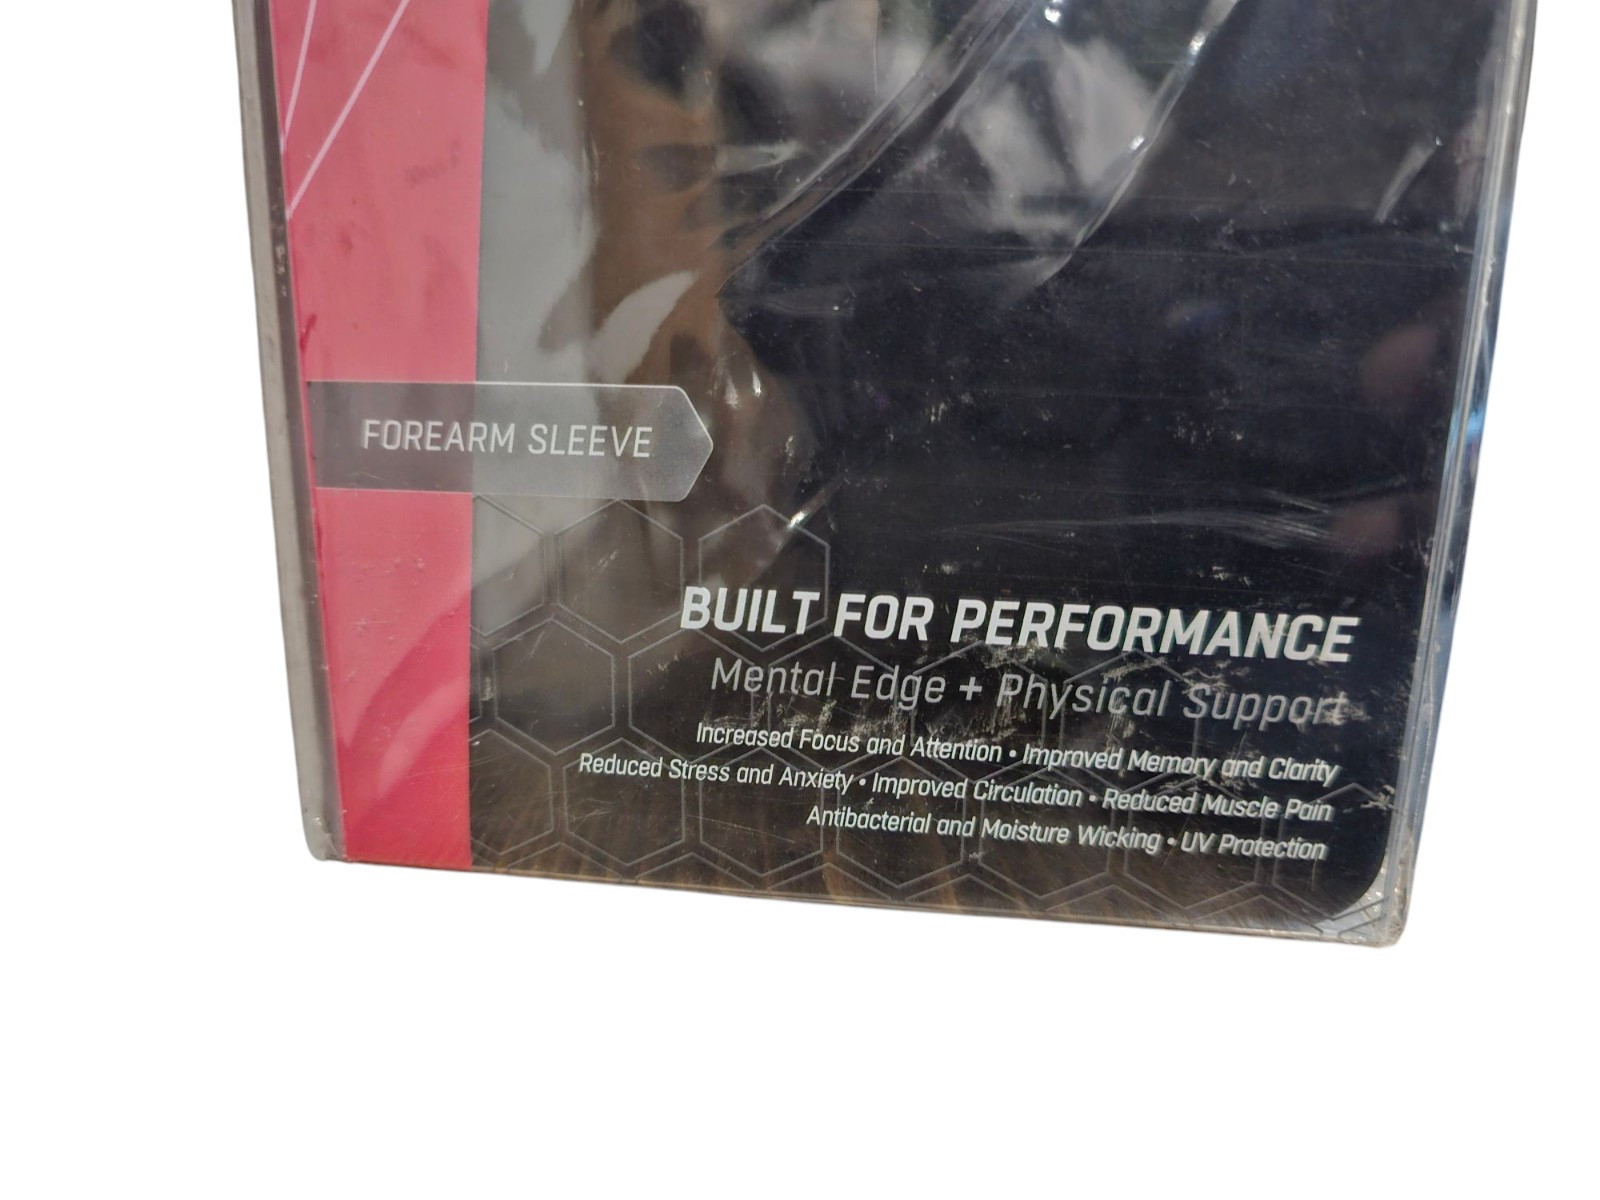 FOREARM SLEEVE
BUILT FOR PERFORMANCE
Mental Edge + Physical Support
Increased Focus and Attention • Improved Memory and Clarity
Reduced Stress and Anxiety • Improved Circulation • Reduced Muscle Pain
Antibacterial and Moisture Wicking • UV Protection